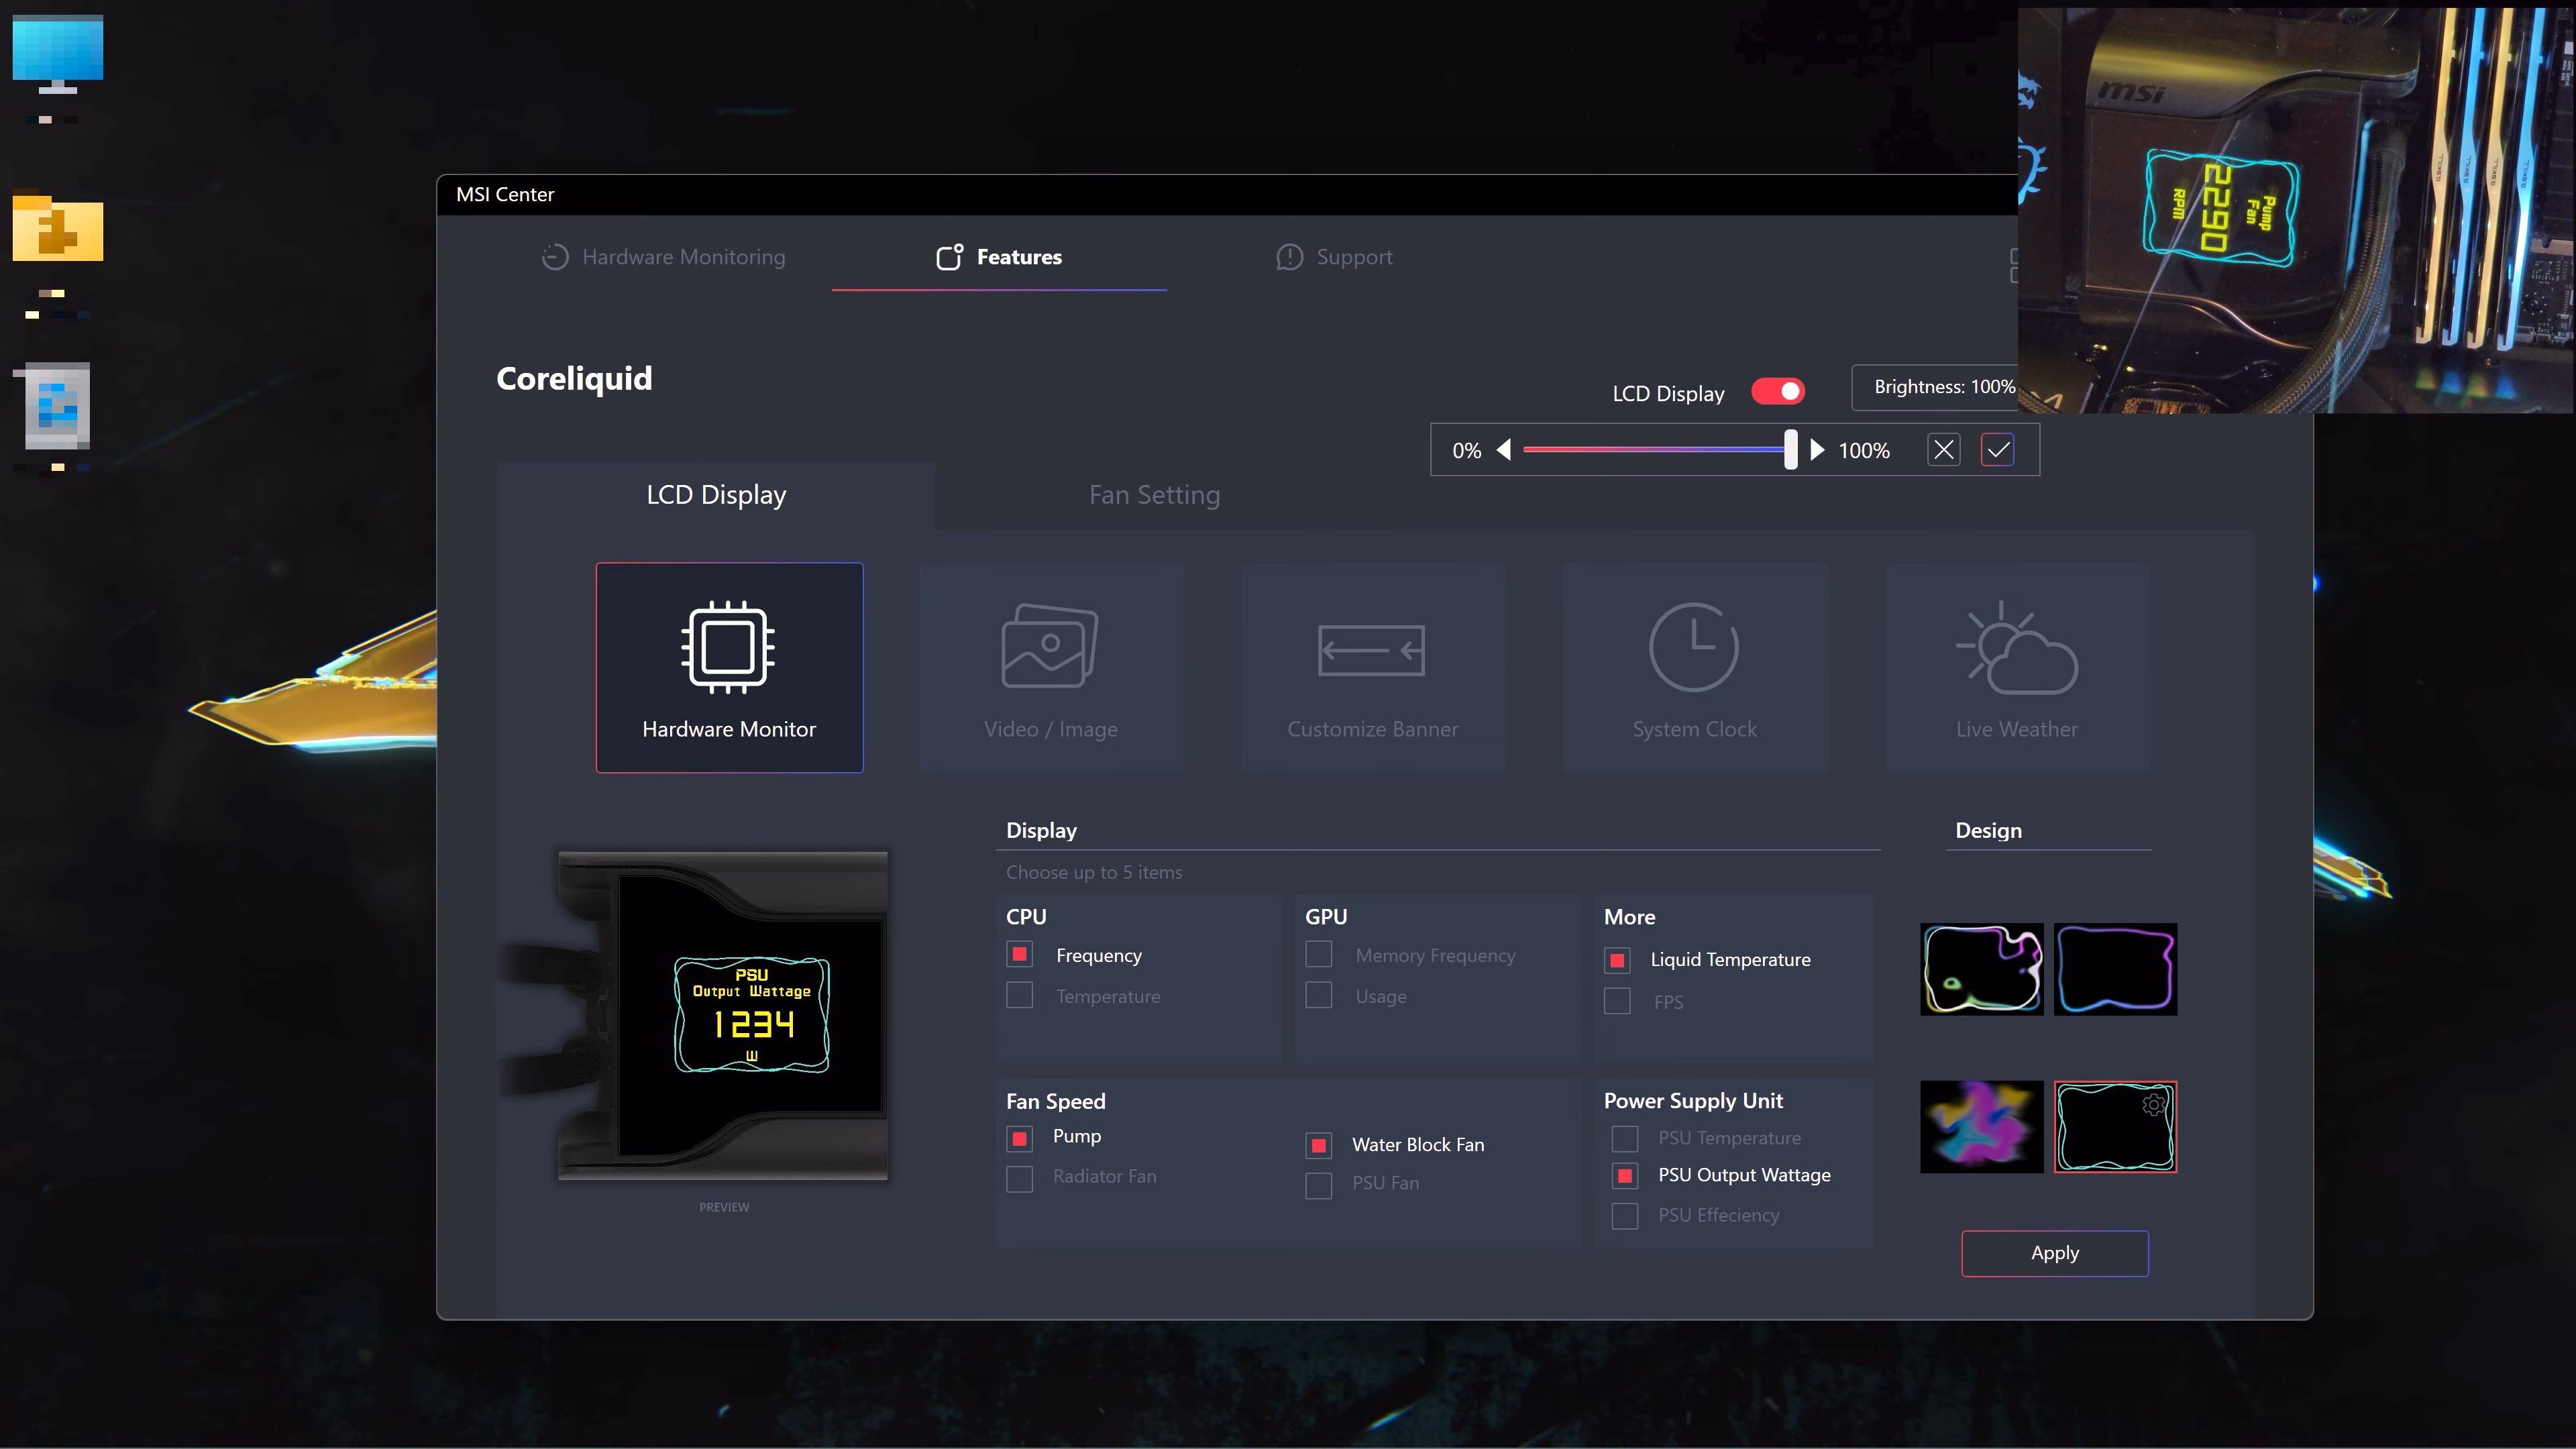 MSI Center
Hardware Monitoring
Features
Support
msi
Pump
Fan
2290
RPM
G.SKILL
G.SKILL
G.SKILL
G.SKILL
Coreliquid
LCD Display
Brightness: 100%
0%
100%
LCD Display
Fan Setting
Hardware Monitor
Video / Image
Customize Banner
System Clock
Live Weather
PSU
Output Wattage
1234
W
PREVIEW
Display
Choose up to 5 items
CPU
Frequency
Temperature
GPU
Memory Frequency
Usage
More
Liquid Temperature
FPS
Fan Speed
Pump
Radiator Fan
Water Block Fan
PSU Fan
Power Supply Unit
PSU Temperature
PSU Output Wattage
PSU Effeciency
Design
Apply